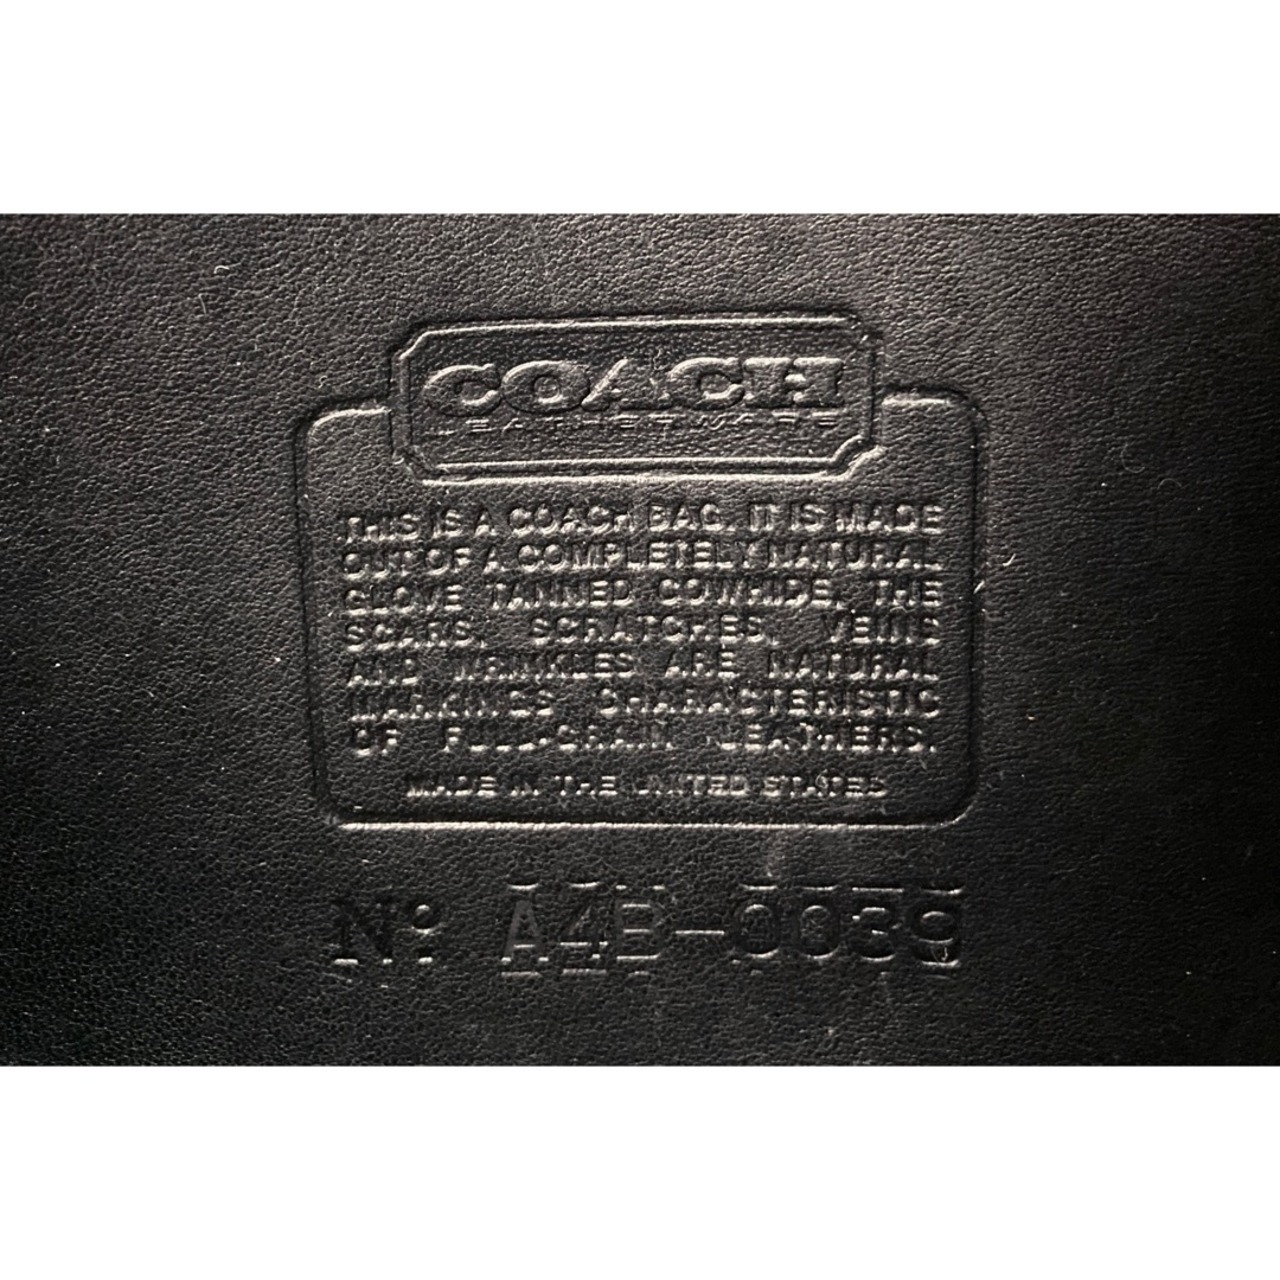 COACH
LEATHERWARE
THIS IS A COACH BAG. IT IS MADE
OUT OF A COMPLETELY NATURAL
GLOVE TANNED COWHIDE, THE
SCARS, SCRATCHES, VEINS
AND WRINKLES ARE NATURAL
MARKINGS CHARACTERISTIC
OF FULL-GRAIN LEATHERS.
MADE IN THE UNITED STATES
Nº A4B-0039